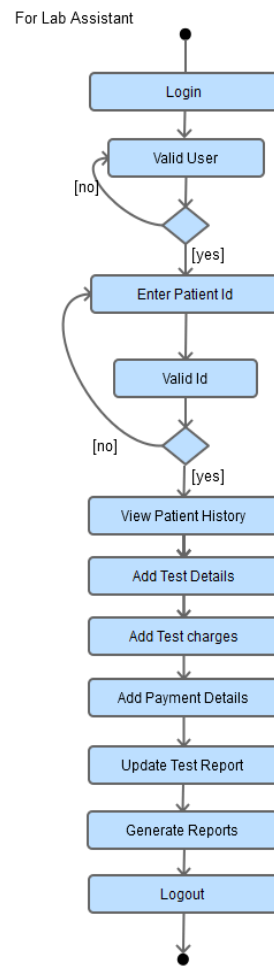 For Lab Assistant
Login
Valid User
[no]
[yes]
Enter Patient Id
Valid Id
[no]
[yes]
View Patient History
Add Test Details
Add Test charges
Add Payment Details
Update Test Report
Generate Reports
Logout